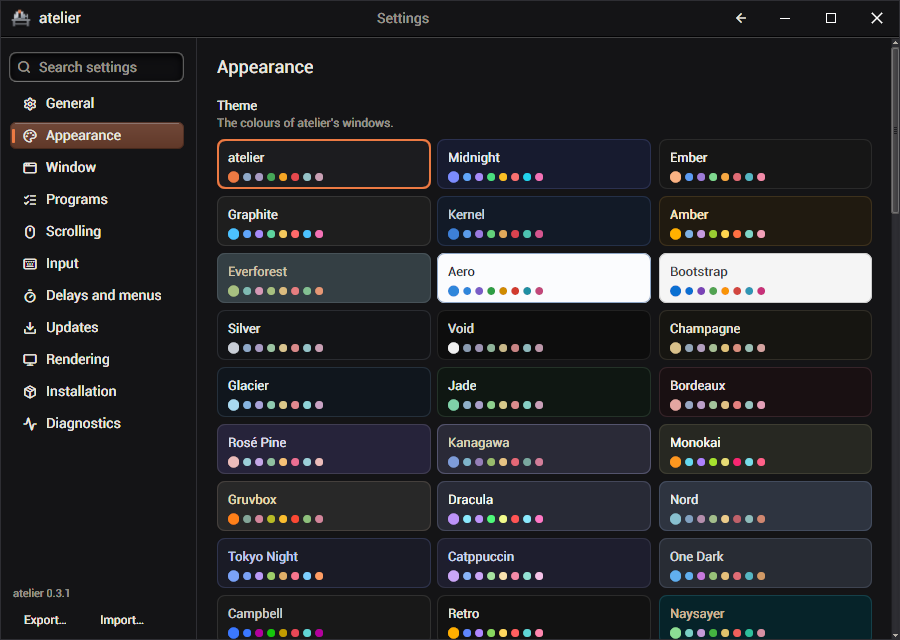 atelier
Settings
Search settings
General
Appearance
Window
Programs
Scrolling
Input
Delays and menus
Updates
Rendering
Installation
Diagnostics
atelier 0.3.1
Export...
Import...
Appearance
Theme
The colours of atelier's windows.
atelier
Midnight
Ember
Graphite
Kernel
Amber
Everforest
Aero
Bootstrap
Silver
Void
Champagne
Glacier
Jade
Bordeaux
Rosé Pine
Kanagawa
Monokai
Gruvbox
Dracula
Nord
Tokyo Night
Catppuccin
One Dark
Campbell
Retro
Naysayer